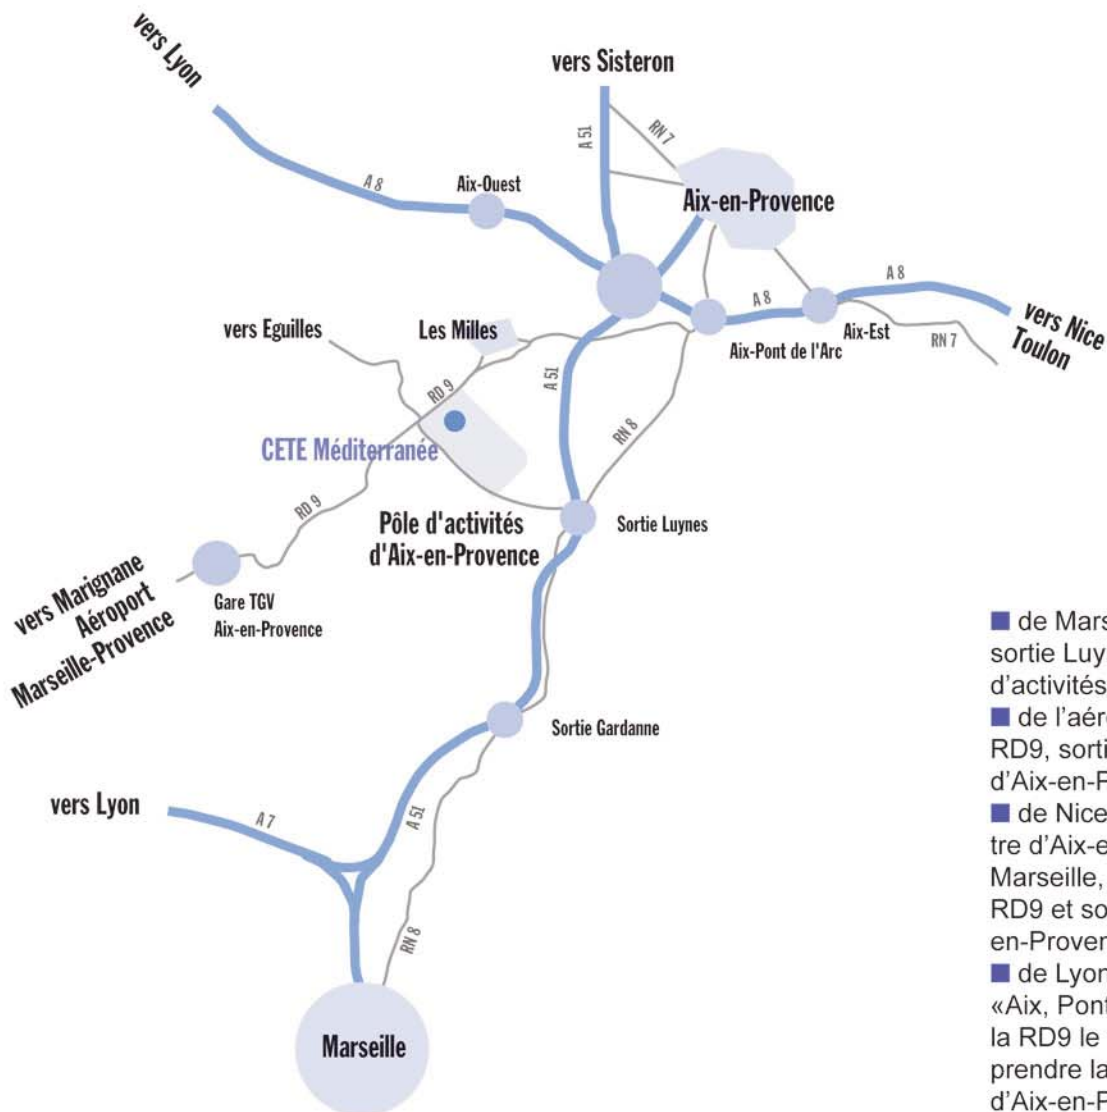 vers Lyon
vers Sisteron
A 51
RN 7
A 8
Aix-Ouest
Aix-en-Provence
A 8
A 8
vers Nice
Toulon
Aix-Est
RN 7
Aix-Pont de l'Arc
vers Eguilles
Les Milles
RD 9
A 51
RN 8
CETE Méditerranée
RD 9
Pôle d'activités
d'Aix-en-Provence
Sortie Luynes
vers Marignane
Aéroport
Marseille-Provence
Gare TGV
Aix-en-Provence
Sortie Gardanne
vers Lyon
A 7
A 51
RN 8
Marseille
■ de Mars
sortie Luy
d’activités
■ de l’aér
RD9, sorti
d’Aix-en-P
■ de Nice
tre d’Aix-e
Marseille,
RD9 et so
en-Proven
■ de Lyon
«Aix, Pont
la RD9 le
prendre la
d’Aix-en-P